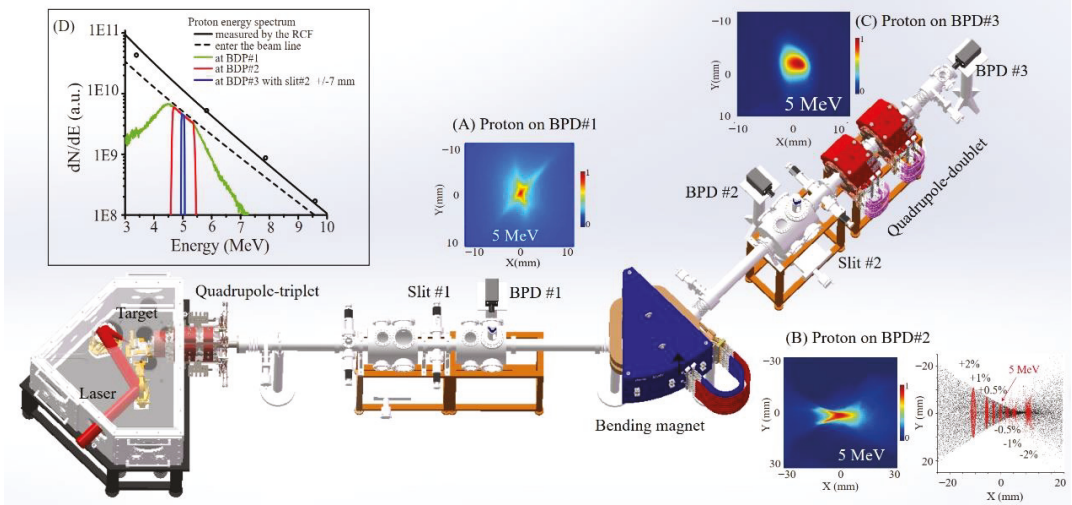 (D)
Proton energy spectrum
measured by the RCF
enter the beam line
at BDP#1
at BDP#2
at BDP#3 with slit#2 +/-7 mm
1E11
1E10
1E9
1E8
dN/dE (a.u.)
3 4 5 6 7 8 9 10
Energy (MeV)
(A) Proton on BPD#1
-10
0
10
Y(mm)
5 MeV
1
0
-10 0 10
X(mm)
(C) Proton on BPD#3
-10
0
10
Y(mm)
5 MeV
1
0
-10 0 10
X(mm)
BPD #3
BPD #2
Quadrupole-doublet
Slit #2
Quadrupole-triplet
Slit #1
BPD #1
Target
Laser
Bending magnet
(B) Proton on BPD#2
-30
0
30
Y (mm)
5 MeV
1
0
-30 0 30
X (mm)
+2%
+1%
+0.5%
5 MeV
-0.5%
-1%
-2%
-20
-10
0
10
20
Y (mm)
-20 0 20
X (mm)